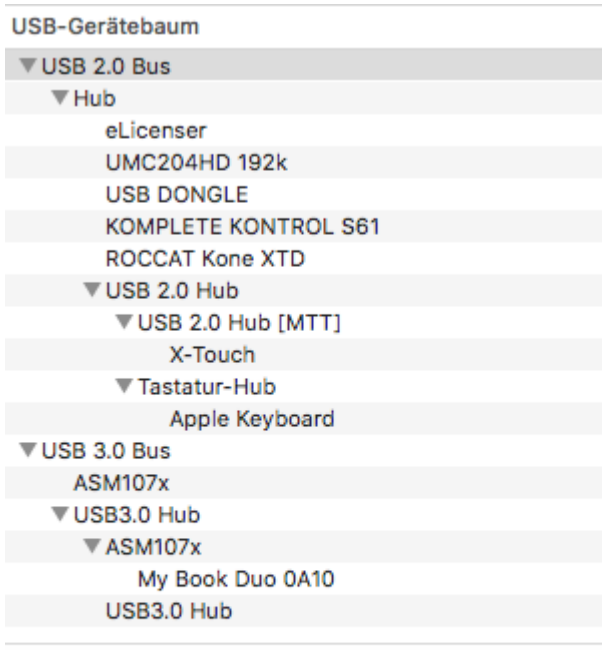 USB-Gerätebaum
USB 2.0 Bus
Hub
eLicenser
UMC204HD 192k
USB DONGLE
KOMPLETE KONTROL S61
ROCCAT Kone XTD
USB 2.0 Hub
USB 2.0 Hub [MTT]
X-Touch
Tastatur-Hub
Apple Keyboard
USB 3.0 Bus
ASM107x
USB3.0 Hub
ASM107x
My Book Duo 0A10
USB3.0 Hub